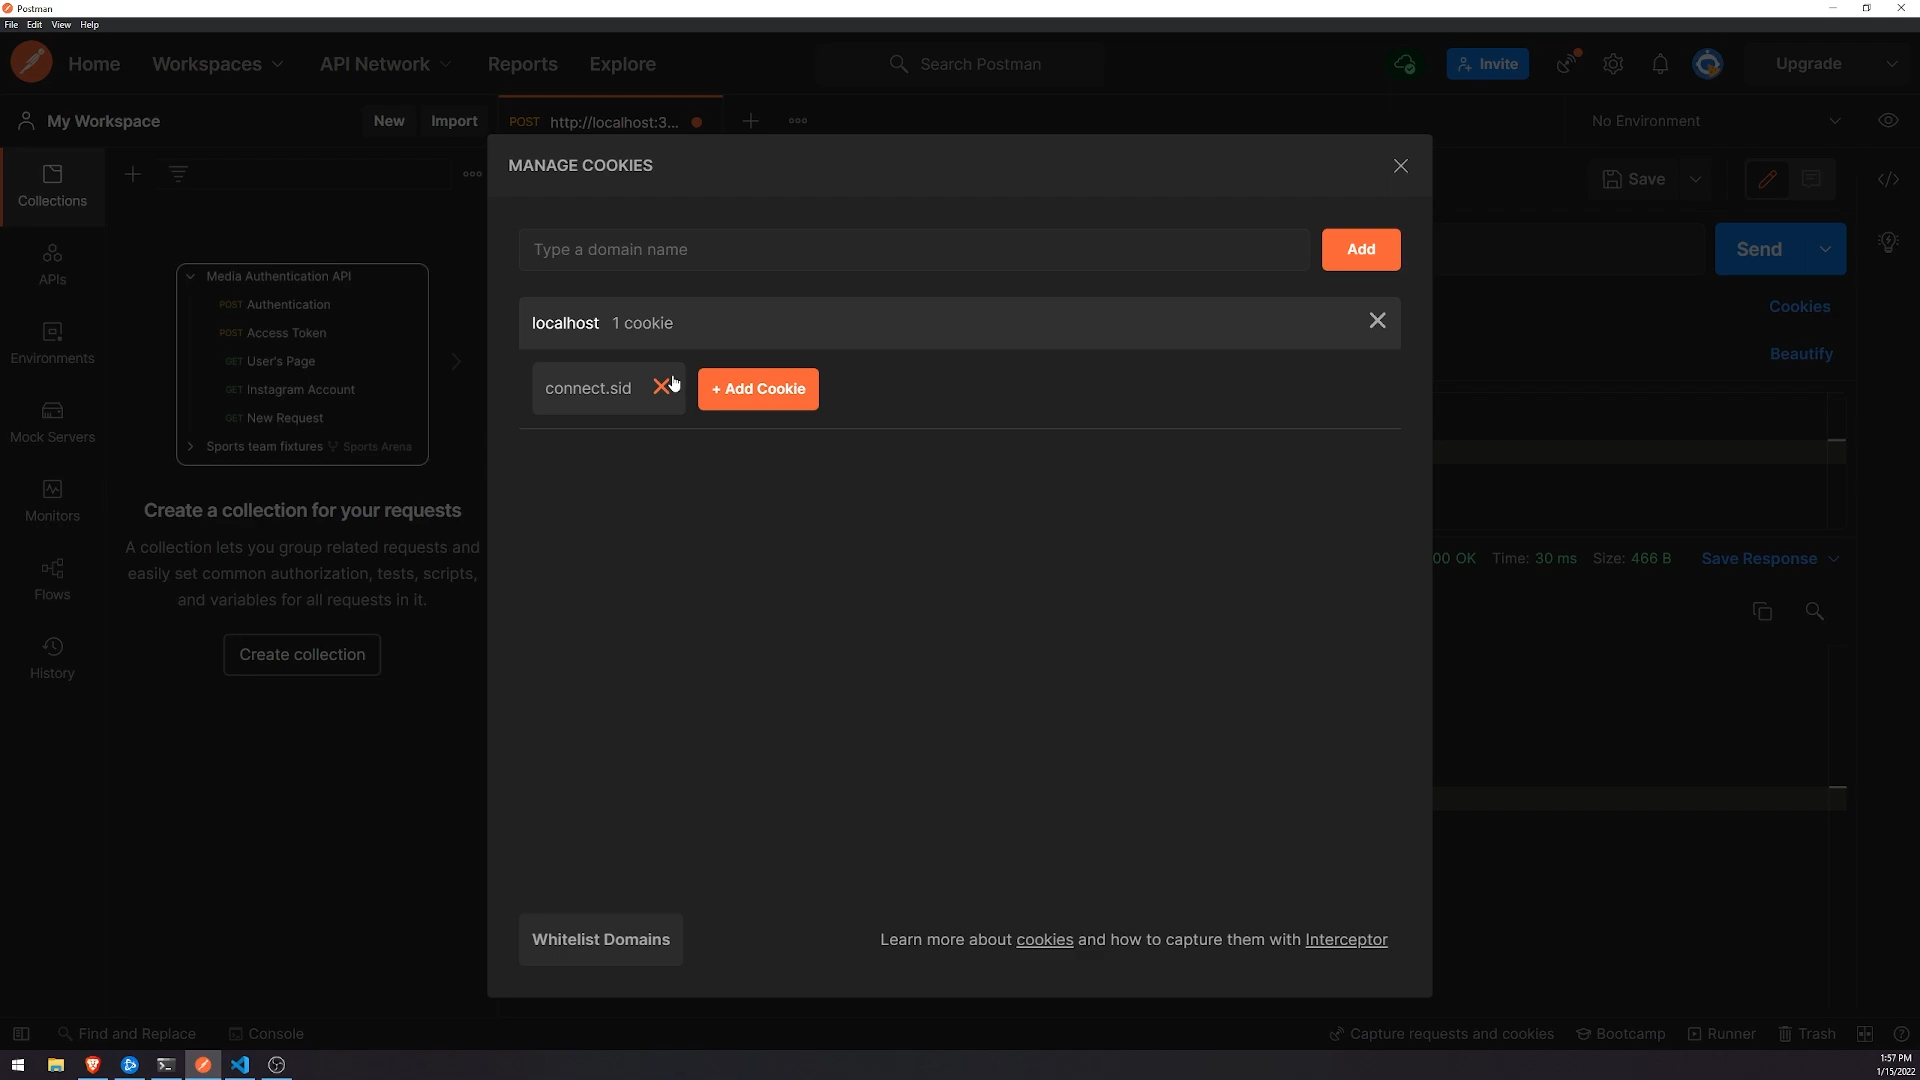 Postman
File Edit View Help
Home Workspaces API Network Reports Explore
Search Postman
Invite
Upgrade
My Workspace
New Import
POST http://localhost:3...
No Environment
MANAGE COOKIES
Collections
Save
Type a domain name
Add
Send
APIs
Media Authentication API
POST Authentication
POST Access Token
GET User's Page
GET Instagram Account
GET New Request
Sports team fixtures Sports Arena
localhost 1 cookie
Cookies
Environments
Beautify
connect.sid + Add Cookie
Mock Servers
Monitors
Create a collection for your requests
A collection lets you group related requests and
easily set common authorization, tests, scripts,
and variables for all requests in it.
00 OK Time: 30 ms Size: 466 B Save Response
Flows
History
Create collection
Whitelist Domains
Learn more about cookies and how to capture them with Interceptor
Find and Replace Console
Capture requests and cookies Bootcamp Runner Trash
1:57 PM
1/15/2022